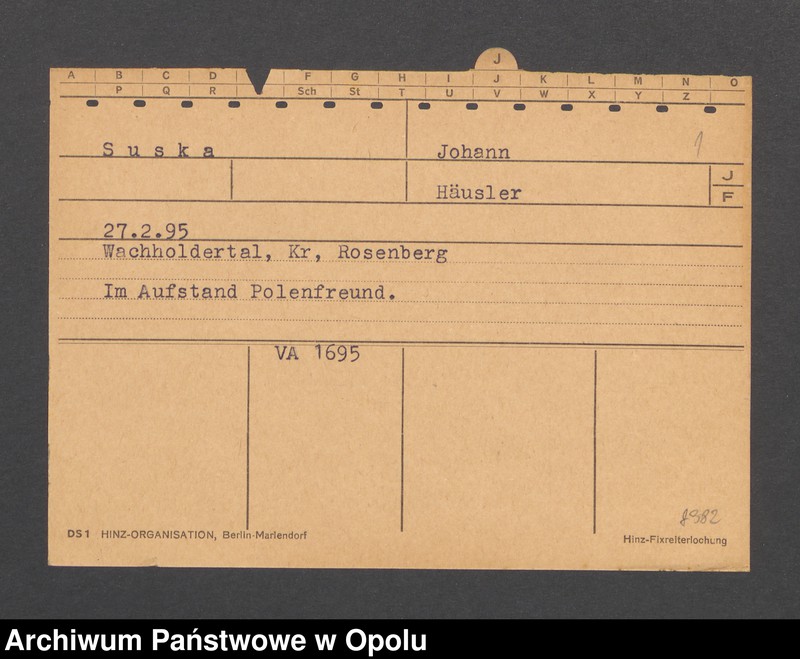 J
A B C D F G H I J K L M N O
P Q R Sch St T U V W X Y Z
Suska Johann 1
Häusler J
F
27.2.95
Wachholdertal, Kr, Rosenberg
Im Aufstand Polenfreund.
VA 1695
8382
DS1 HINZ-ORGANISATION, Berlin-Mariendorf Hinz-Fixreiterlochung
Archiwum Państwowe w Opolu